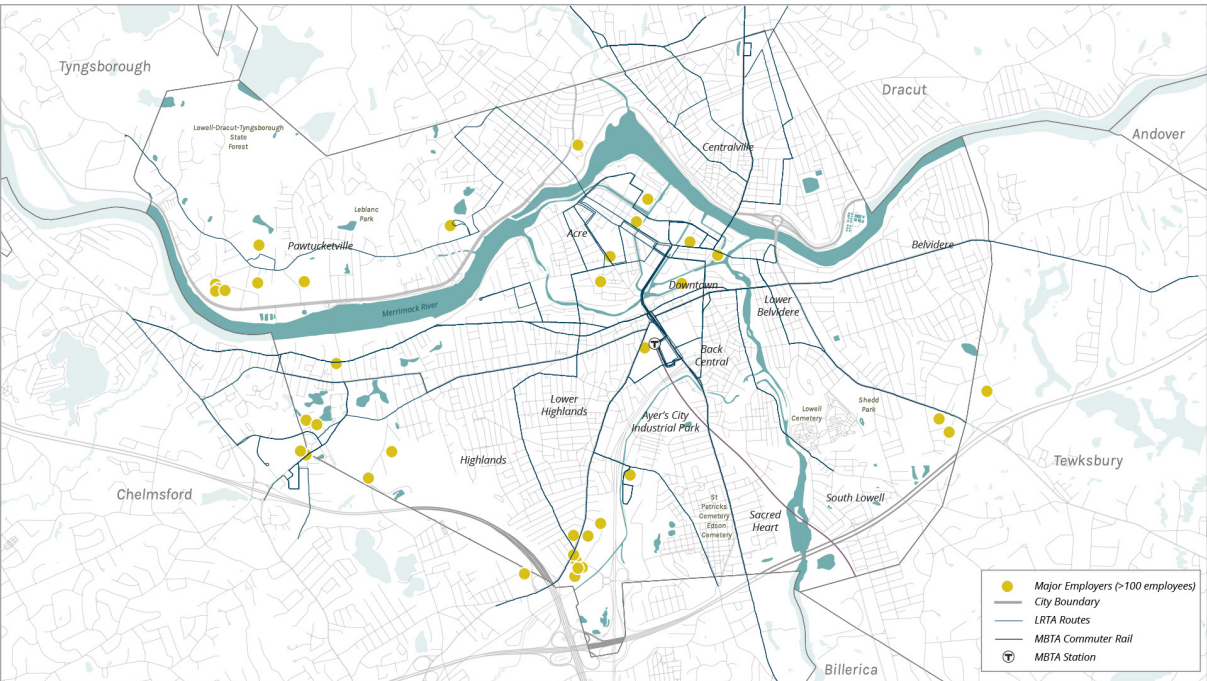 Tyngsborough
Dracut
Andover
Lowell-Dracut-Tyngsborough
State
Forest
Centralville
Leblanc
Park
Pawtucketville
Acre
Belvidere
Merrimack River
Downtown
Lower
Belvidere
T
Back
Central
Lower
Highlands
Ayer's City
Industrial Park
Lowell
Cemetery
Shedd
Park
Highlands
Tewksbury
Chelmsford
South Lowell
St
Patricks
Cemetery
Edson
Cemetery
Sacred
Heart
Billerica
Major Employers (>100 employees)
City Boundary
LRTA Routes
MBTA Commuter Rail
T
MBTA Station